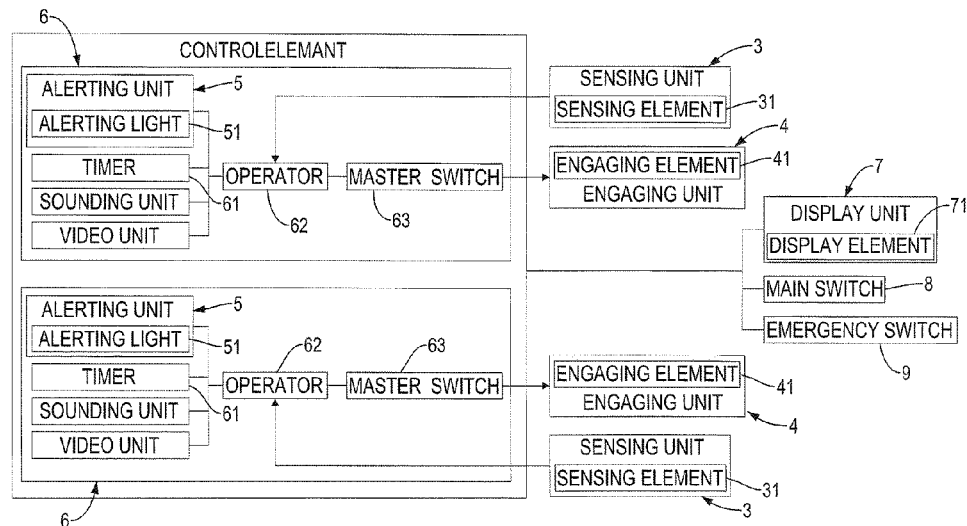 6
CONTROLELEMANT
ALERTING UNIT
5
ALERTING LIGHT
51
TIMER
61
SOUNDING UNIT
VIDEO UNIT
OPERATOR
62
MASTER SWITCH
63
3
SENSING UNIT
SENSING ELEMENT
31
4
ENGAGING ELEMENT
41
ENGAGING UNIT
7
DISPLAY UNIT
71
DISPLAY ELEMENT
MAIN SWITCH
8
EMERGENCY SWITCH
9
ALERTING UNIT
5
ALERTING LIGHT
51
TIMER
61
SOUNDING UNIT
VIDEO UNIT
62
OPERATOR
63
MASTER SWITCH
ENGAGING ELEMENT
41
ENGAGING UNIT
4
SENSING UNIT
SENSING ELEMENT
31
3
6